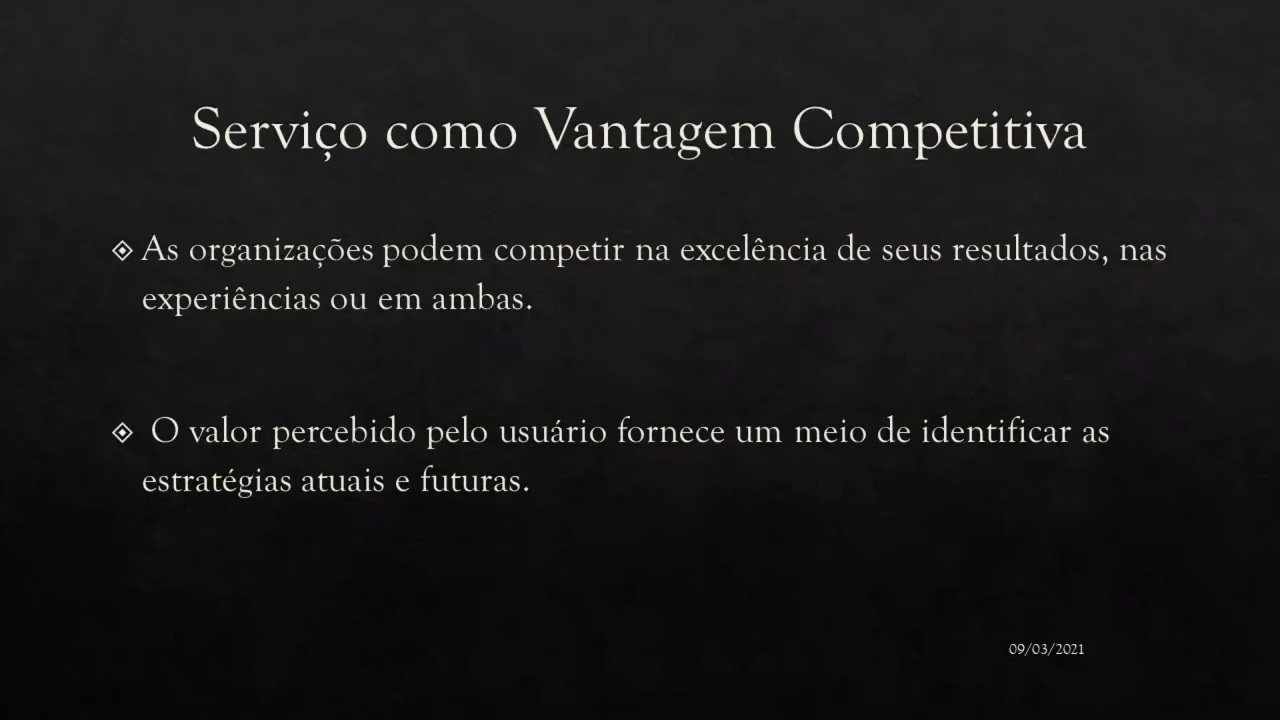 Serviço como Vantagem Competitiva
As organizações podem competir na excelência de seus resultados, nas
experiências ou em ambas.
O valor percebido pelo usuário fornece um meio de identificar as
estratégias atuais e futuras.
09/03/2021